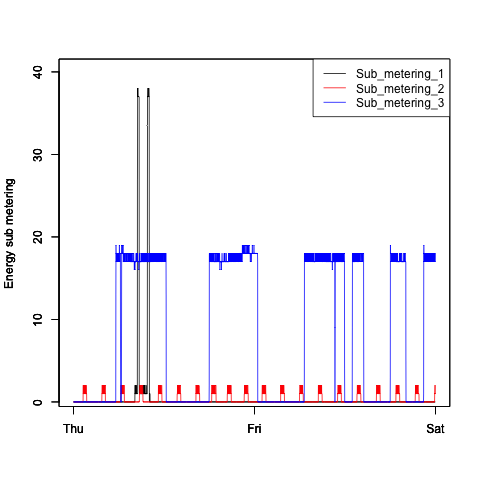 Sub_metering_1
Sub_metering_2
Sub_metering_3
Energy sub metering
40
30
20
10
0
Thu Fri Sat